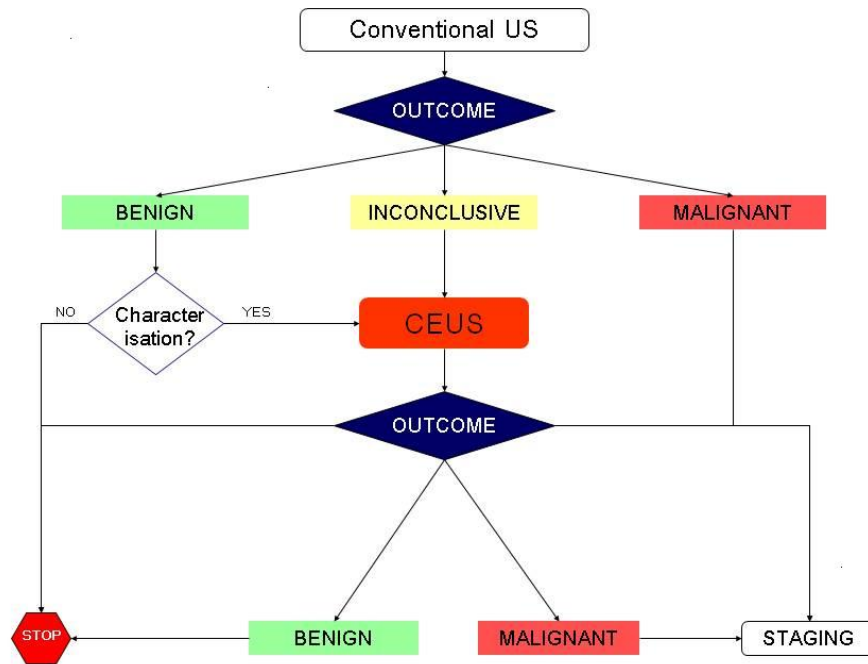 Conventional US
OUTCOME
BENIGN
INCONCLUSIVE
MALIGNANT
NO
Character
isation?
YES
CEUS
OUTCOME
STOP
BENIGN
MALIGNANT
STAGING